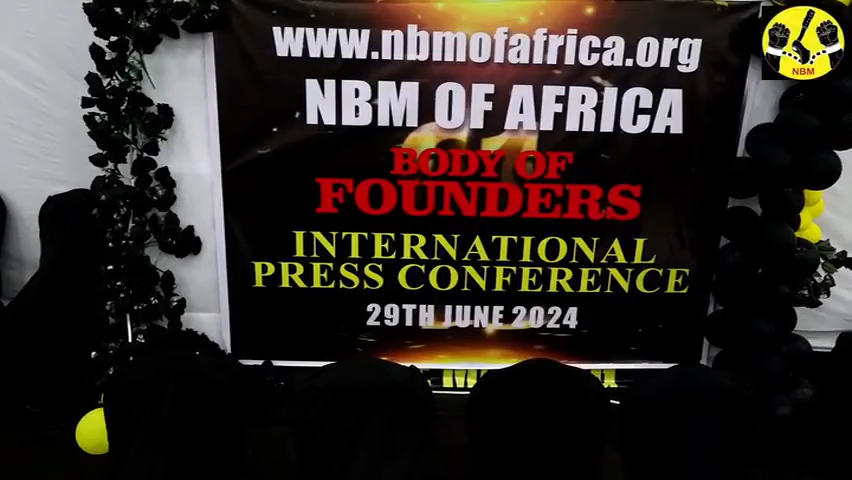 www.nbmofafrica.org
NBM OF AFRICA
BODY OF
FOUNDERS
INTERNATIONAL
PRESS CONFERENCE
29TH JUNE 2024
NBM